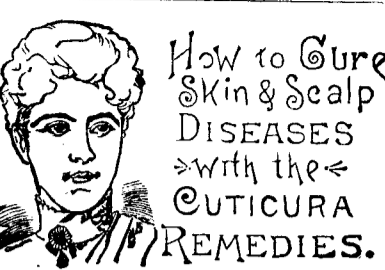 How to Cure
Skin & Scalp
DISEASES
with the
CUTICURA
REMEDIES.